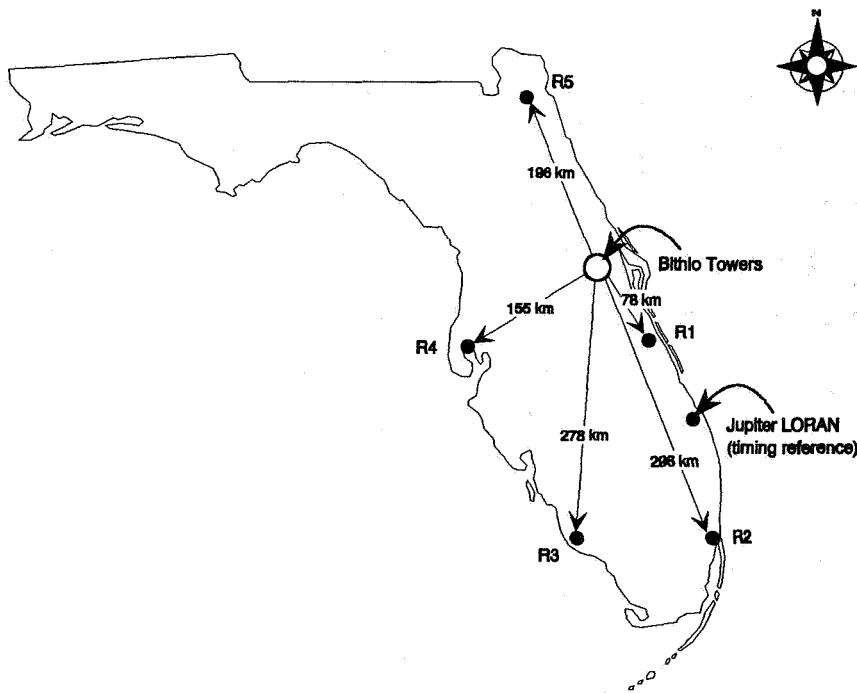 N
R5
196 km
Bithlo Towers
78 km
155 km
R4
R1
Jupiter LORAN
(timing reference)
278 km
296 km
R3
R2